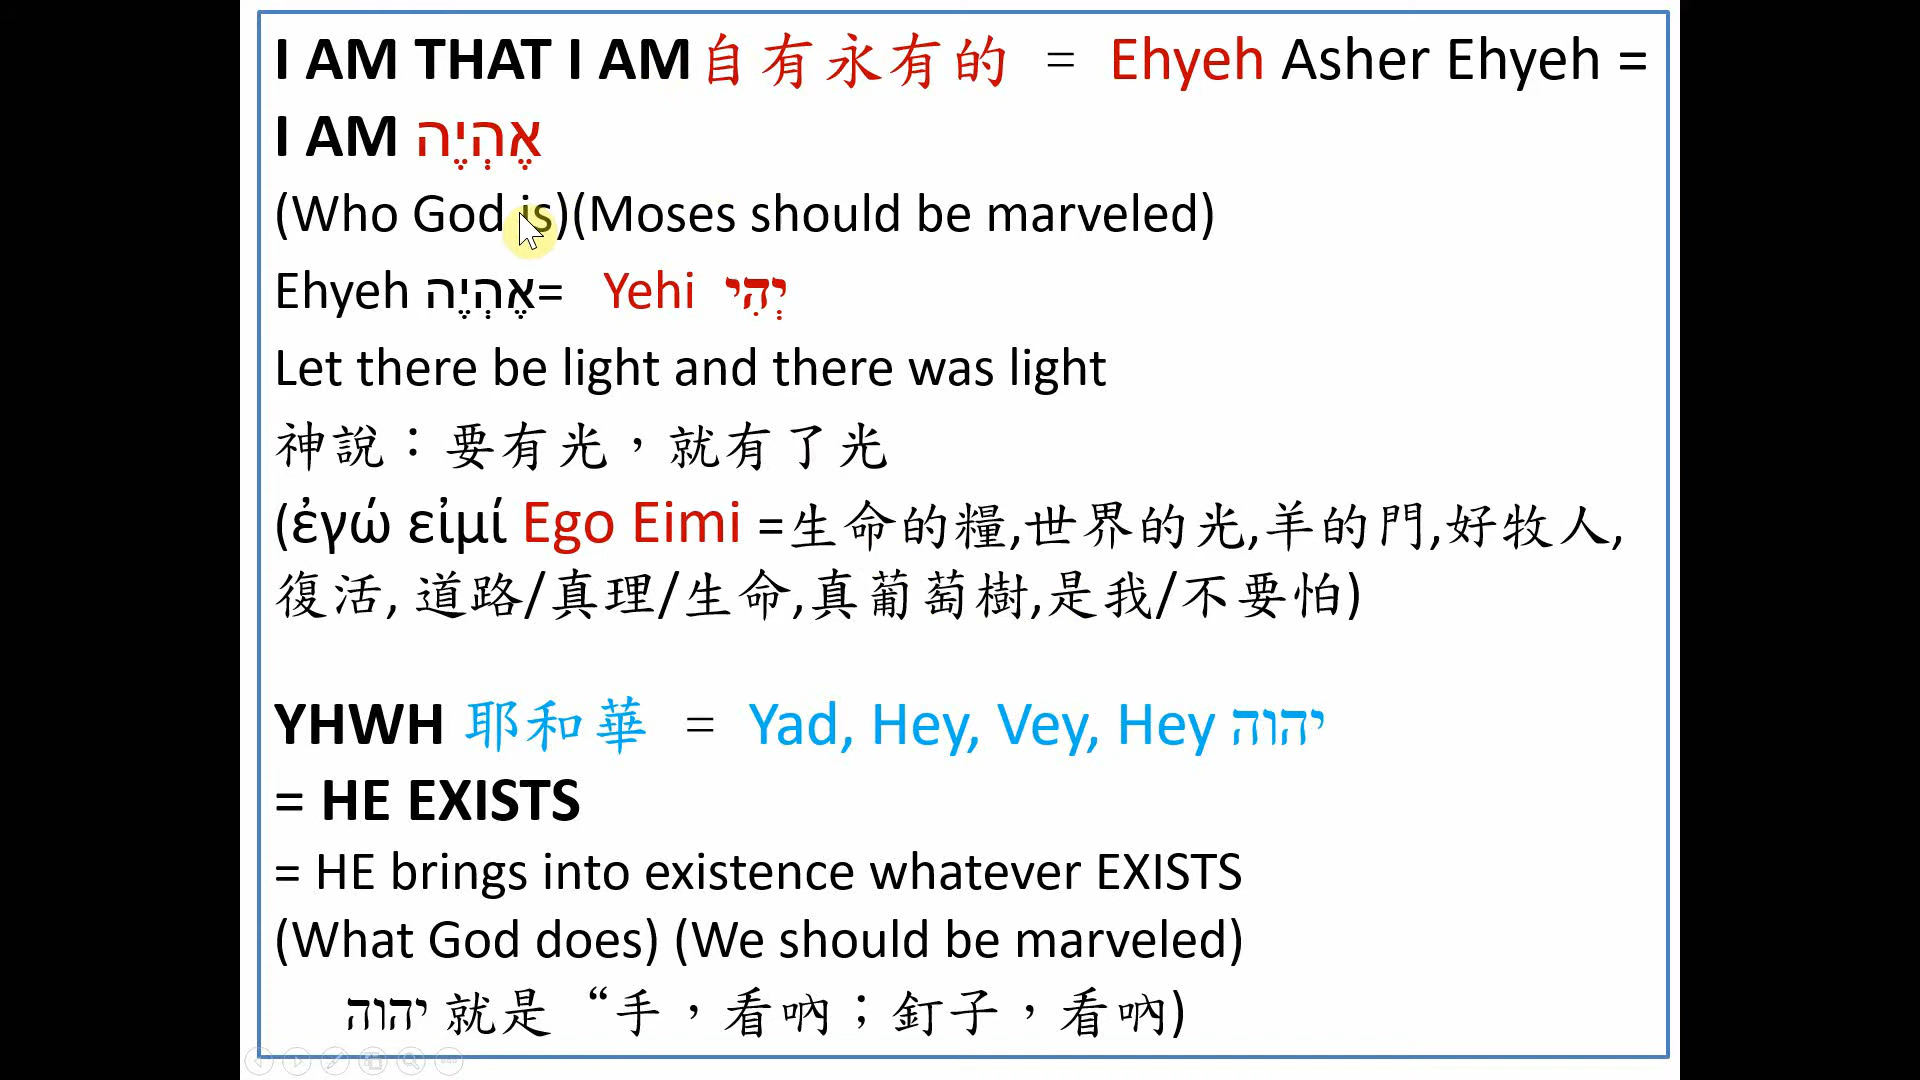 I AM THAT I AM自有永有的 = Ehyeh Asher Ehyeh =
I AM אֶהְיֶה
(Who God is)(Moses should be marveled)
Ehyeh אֶהְיֶה= Yehi יְהִי
Let there be light and there was light
神說：要有光，就有了光
(ἐγώ εἰμί Ego Eimi =生命的糧,世界的光,羊的門,好牧人,
復活, 道路/真理/生命,真葡萄樹,是我/不要怕)
YHWH 耶和華 = Yad, Hey, Vey, Hey יהוה
= HE EXISTS
= HE brings into existence whatever EXISTS
(What God does) (We should be marveled)
יהוה 就是“手，看吶；釘子，看吶)